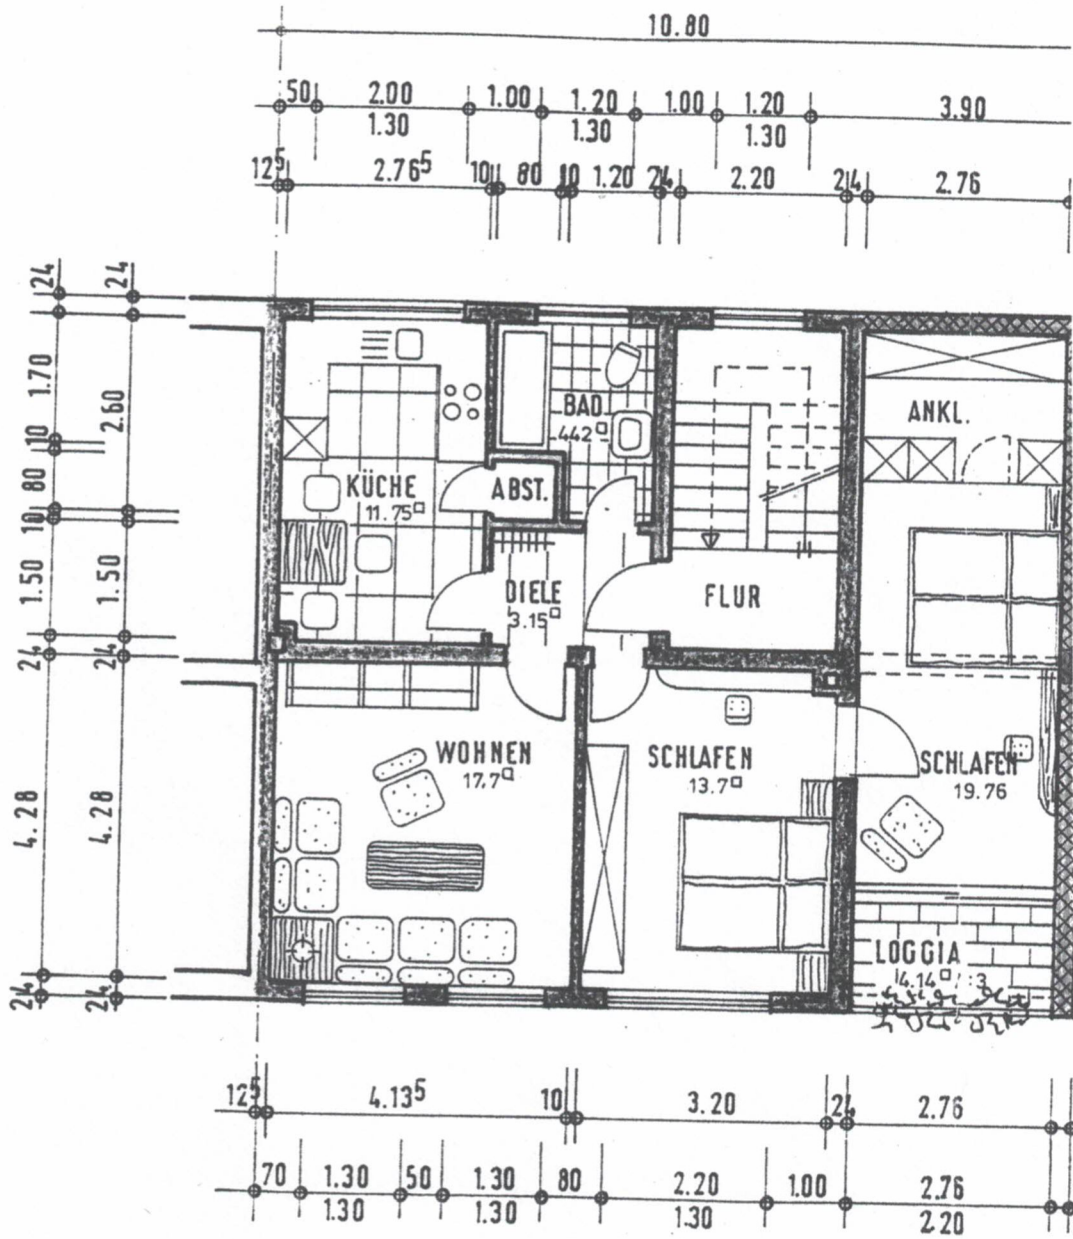 10.80
50 2.00 1.00 1.20 1.00 1.20 3.90
1.30 1.30 1.30
12⁵ 2.76⁵ 10 80 10 1.20 24 2.20 24 2.76
24 24
1.70 2.60
10
80
10
1.50 1.50
24 24
4.28 4.28
24 24
BAD
4.42□
ANKL.
KÜCHE
11.75□
ABST.
DIELE
3.15□
FLUR
WOHNEN
17,7□
SCHLAFEN
13.7□
SCHLAFEN
19.76
LOGGIA
4.14□ : 3
12⁵ 4.13⁵ 10 3.20 24 2.76
70 1.30 50 1.30 80 2.20 1.00 2.76
1.30 1.30 1.30 2.20